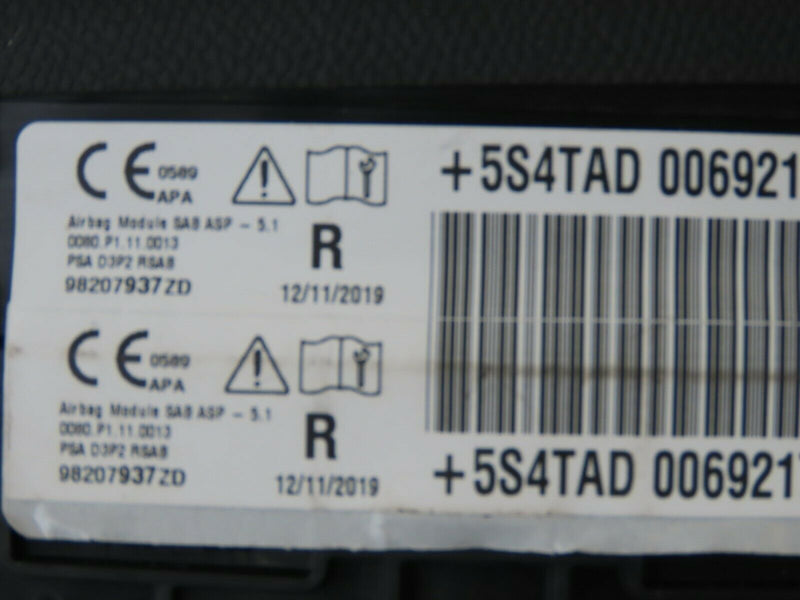 CE 0589 APA
+5S4TAD 006921
Airbag Module SAB ASP - 5.1
0080.P1.11.0013
PSA D3P2 RSAB
R
98207937ZD
12/11/2019
CE 0589 APA
Airbag Module SAB ASP - 5.1
0080.P1.11.0013
PSA D3P2 RSAB
R
98207937ZD
12/11/2019
+5S4TAD 006921